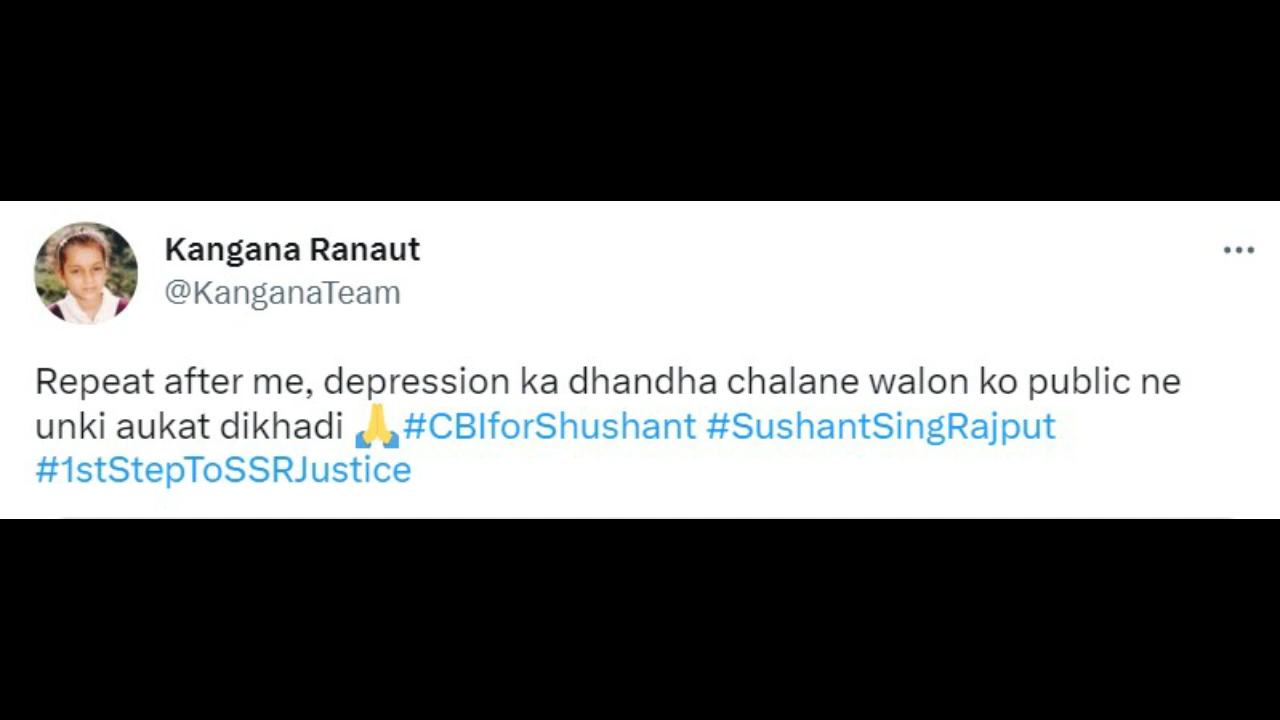 Kangana Ranaut
@KanganaTeam
Repeat after me, depression ka dhandha chalane walon ko public ne
unki aukat dikhadi 🙏#CBIforShushant #SushantSingRajput
#1stStepToSSRJustice